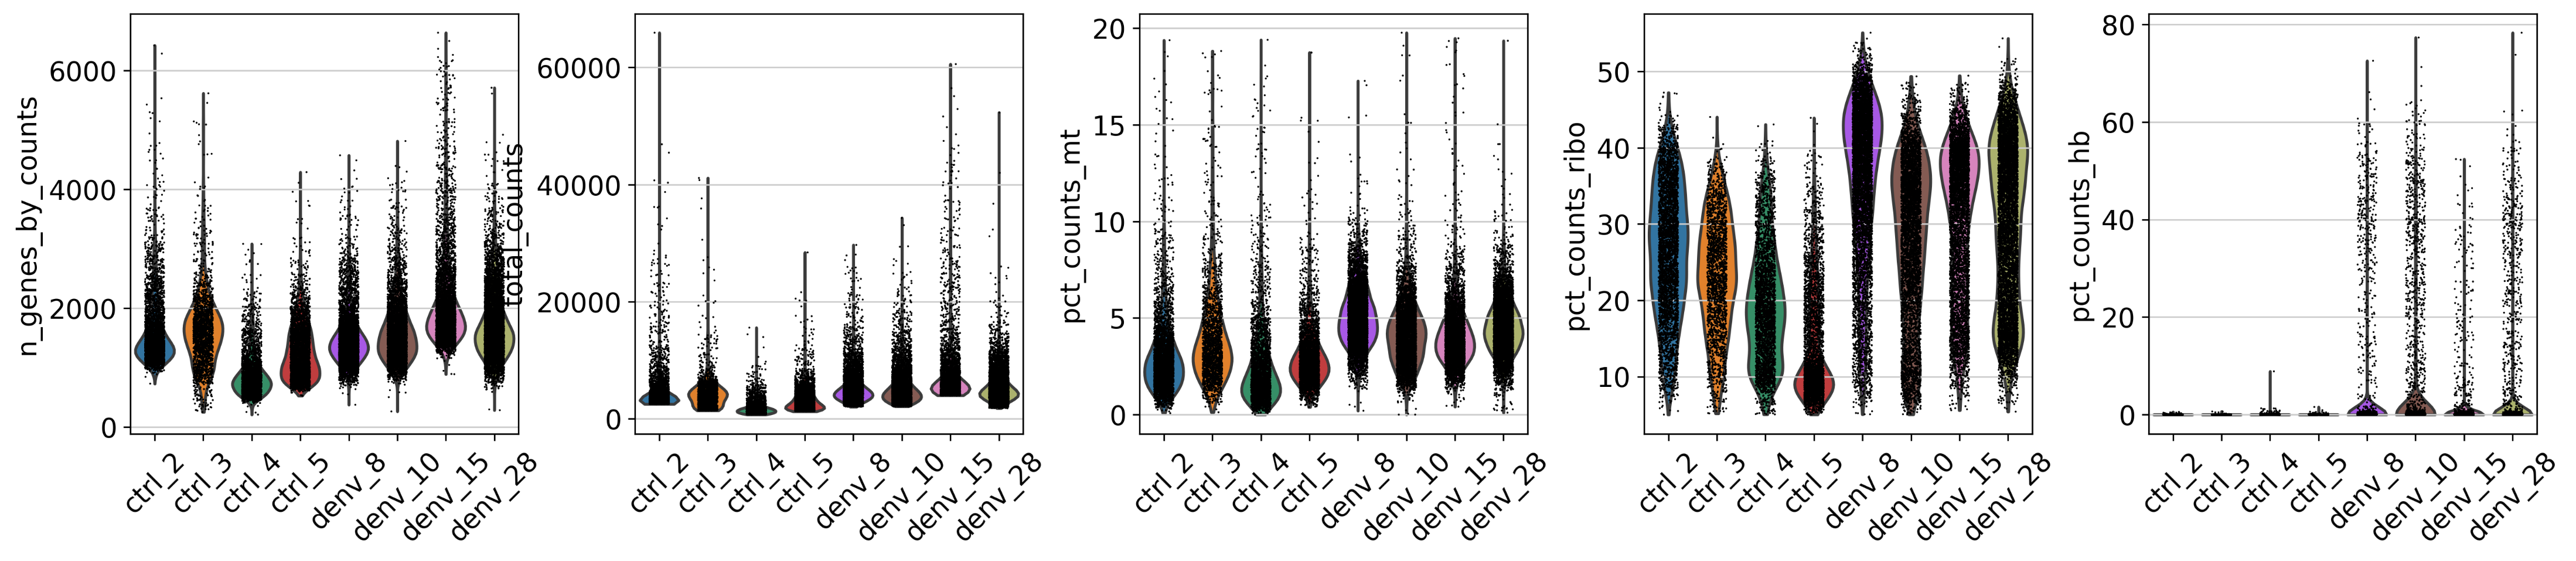 n_genes_by_counts
6000
4000
2000
0
ctrl_2
ctrl_3
ctrl_4
ctrl_5
denv_8
denv_10
denv_15
denv_28
total_counts
60000
40000
20000
0
ctrl_2
ctrl_3
ctrl_4
ctrl_5
denv_8
denv_10
denv_15
denv_28
pct_counts_mt
20
15
10
5
0
ctrl_2
ctrl_3
ctrl_4
ctrl_5
denv_8
denv_10
denv_15
denv_28
pct_counts_ribo
50
40
30
20
10
ctrl_2
ctrl_3
ctrl_4
ctrl_5
denv_8
denv_10
denv_15
denv_28
pct_counts_hb
80
60
40
20
0
ctrl_2
ctrl_3
ctrl_4
ctrl_5
denv_8
denv_10
denv_15
denv_28